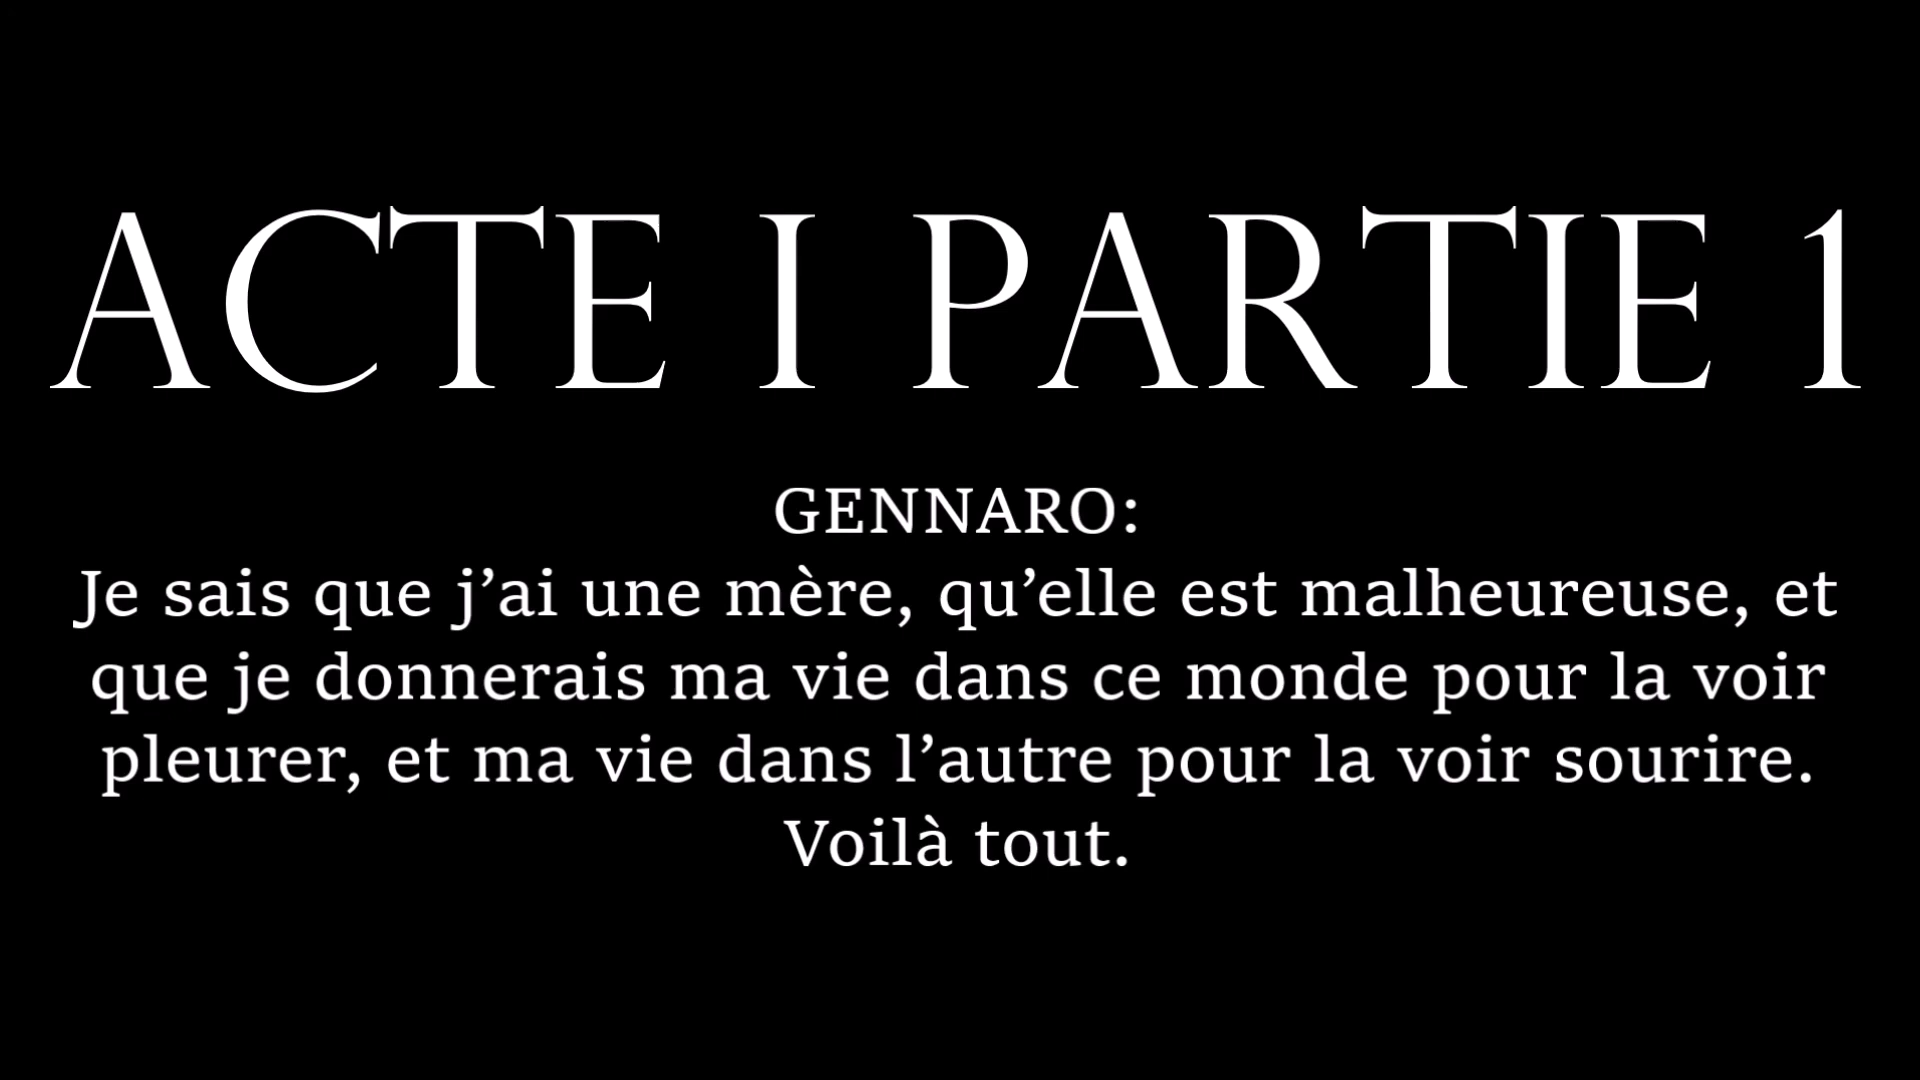 ACTE I PARTIE 1
GENNARO:
Je sais que j’ai une mère, qu’elle est malheureuse, et
que je donnerais ma vie dans ce monde pour la voir
pleurer, et ma vie dans l’autre pour la voir sourire.
Voilà tout.